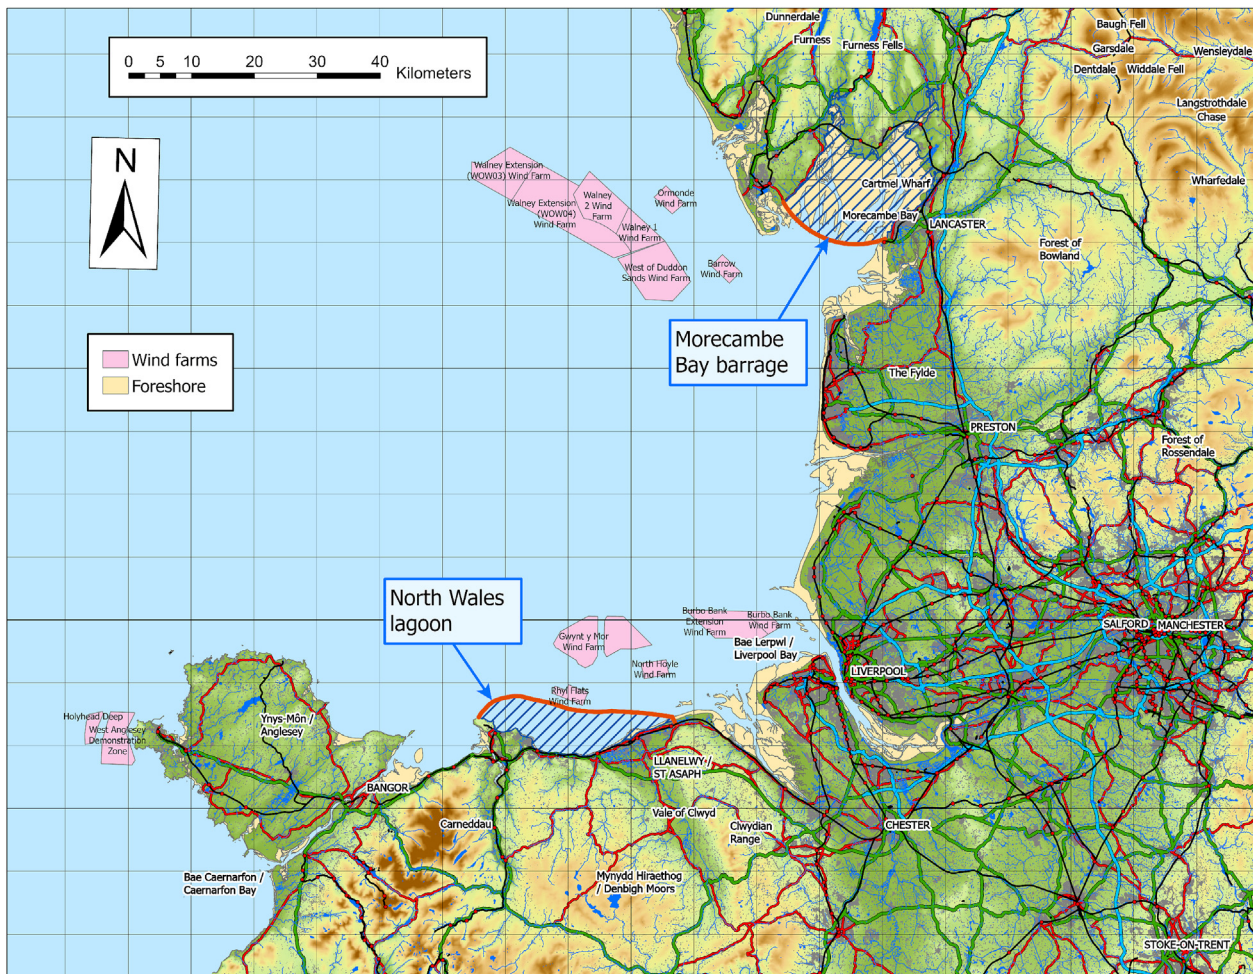 Dunnerdale
Furness
Furness Fells
Baugh Fell
Garsdale
Wensleydale
Dentdale
Widdale Fell
Langstrothdale
Chase
Wharfedale
0 5 10 20 30 40
Kilometers
N
Walney Extension
(WOW03) Wind Farm
Walney Extension
(WOW04)
Wind Farm
Walney
2 Wind
Farm
Ormonde
Wind Farm
Walney 1
Wind Farm
West of Duddon
Sands Wind Farm
Barrow
Wind Farm
Cartmel Wharf
Morecambe Bay
LANCASTER
Forest of
Bowland
Morecambe
Bay barrage
Wind farms
Foreshore
The Fylde
PRESTON
Forest of
Rossendale
North Wales
lagoon
Burbo Bank
Extension
Wind Farm
Burbo Bank
Wind Farm
Gwynt y Mor
Wind Farm
Bae Lerpwl /
Liverpool Bay
SALFORD
MANCHESTER
North Hoyle
Wind Farm
LIVERPOOL
Rhyl Flats
Wind Farm
Holyhead Deep
West Anglesey
Demonstration
Zone
Ynys-Môn /
Anglesey
LLANELWY /
ST ASAPH
BANGOR
Carneddau
Vale of Clwyd
Clwydian
Range
CHESTER
Bae Caernarfon /
Caernarfon Bay
Mynydd Hiraethog
/ Denbigh Moors
STOKE-ON-TRENT